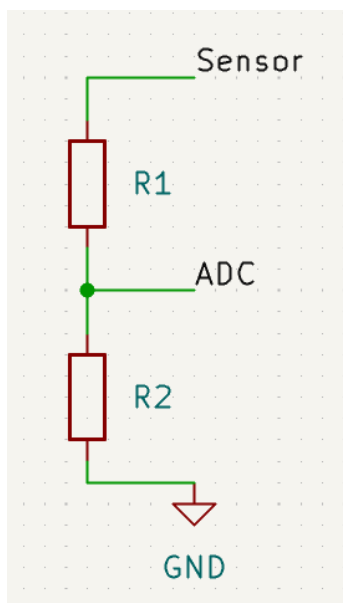 Sensor
R1
ADC
R2
GND